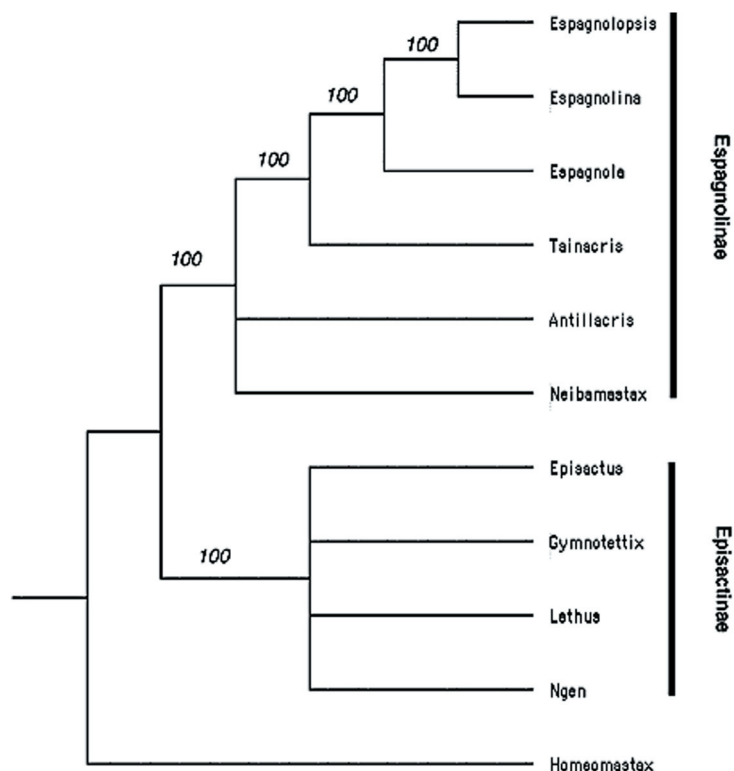 Espagnolopsis
100
Espagnolina
100
Espagnola
100
Tainacris
100
Antillacris
Neibamastax
Espagnolinae
Episactus
Gymnotettix
100
Lethus
Ngen
Episactinae
Homeomastax